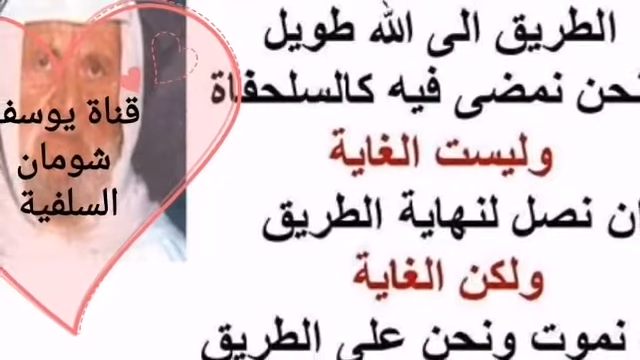 الطريق الى الله طويل
نحن نمضى فيه كالسلحفاة
وليست الغاية
ان نصل لنهاية الطريق
ولكن الغاية
نموت ونحن على الطريق
قناة يوسف
شومان
السلفية